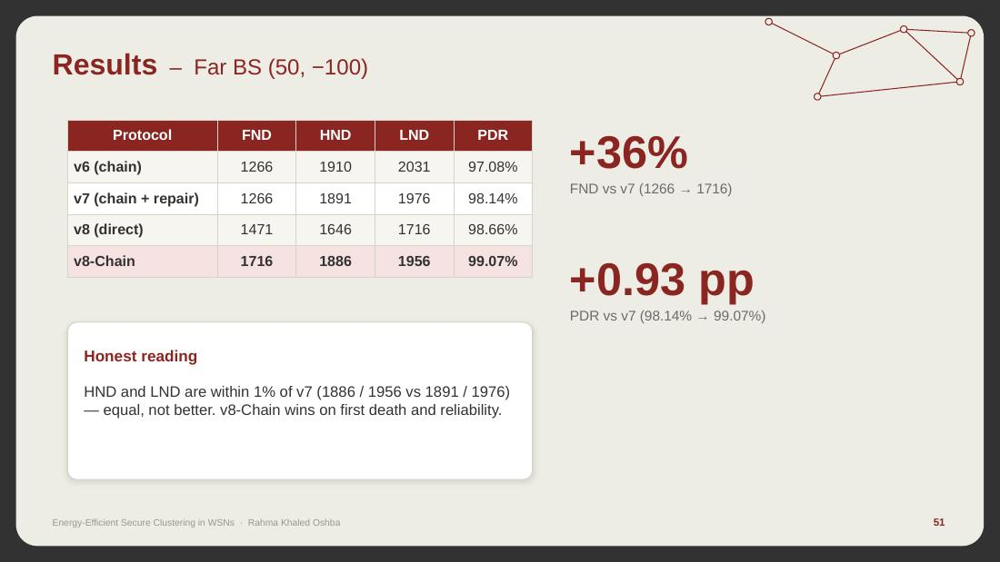 Results – Far BS (50, −100)
Protocol FND HND LND PDR
v6 (chain) 1266 1910 2031 97.08%
v7 (chain + repair) 1266 1891 1976 98.14%
v8 (direct) 1471 1646 1716 98.66%
v8-Chain 1716 1886 1956 99.07%
+36%
FND vs v7 (1266 → 1716)
+0.93 pp
PDR vs v7 (98.14% → 99.07%)
Honest reading
HND and LND are within 1% of v7 (1886 / 1956 vs 1891 / 1976)
— equal, not better. v8-Chain wins on first death and reliability.
Energy-Efficient Secure Clustering in WSNs · Rahma Khaled Oshba
51